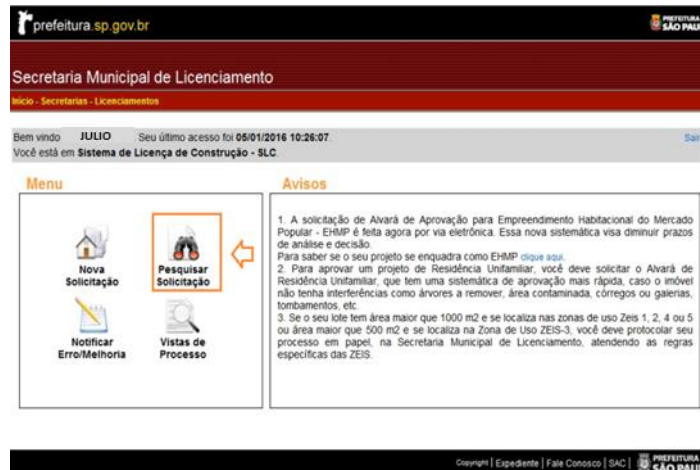 prefeitura.sp.gov.br
PREFEITURA
SÃO PAUL
Secretaria Municipal de Licenciamento
Início - Secretarias - Licenciamentos
Bem vindo JULIO Seu último acesso foi 05/01/2016 10:26:07.
Sair
Você está em Sistema de Licença de Construção - SLC.
Menu
Nova
Solicitação
Pesquisar
Solicitação
Notificar
Erro/Melhoria
Vistas de
Processo
Avisos
1. A solicitação de Alvará de Aprovação para Empreendimento Habitacional do Mercado
Popular - EHMP é feita agora por via eletrônica. Essa nova sistemática visa diminuir prazos
de análise e decisão.
Para saber se o seu projeto se enquadra como EHMP clique aqui.
2. Para aprovar um projeto de Residência Unifamiliar, você deve solicitar o Alvará de
Residência Unifamiliar, que tem uma sistemática de aprovação mais rápida, caso o imóvel
não tenha interferências como árvores a remover, área contaminada, córregos ou galerias,
tombamentos, etc.
3. Se o seu lote tem área maior que 1000 m2 e se localiza nas zonas de uso Zeis 1, 2, 4 ou 5
ou área maior que 500 m2 e se localiza na Zona de Uso ZEIS-3, você deve protocolar seu
processo em papel, na Secretaria Municipal de Licenciamento, atendendo as regras
específicas das ZEIS.
Copyright | Expediente | Fale Conosco | SAC |
PREFEITURA
SÃO PAUL